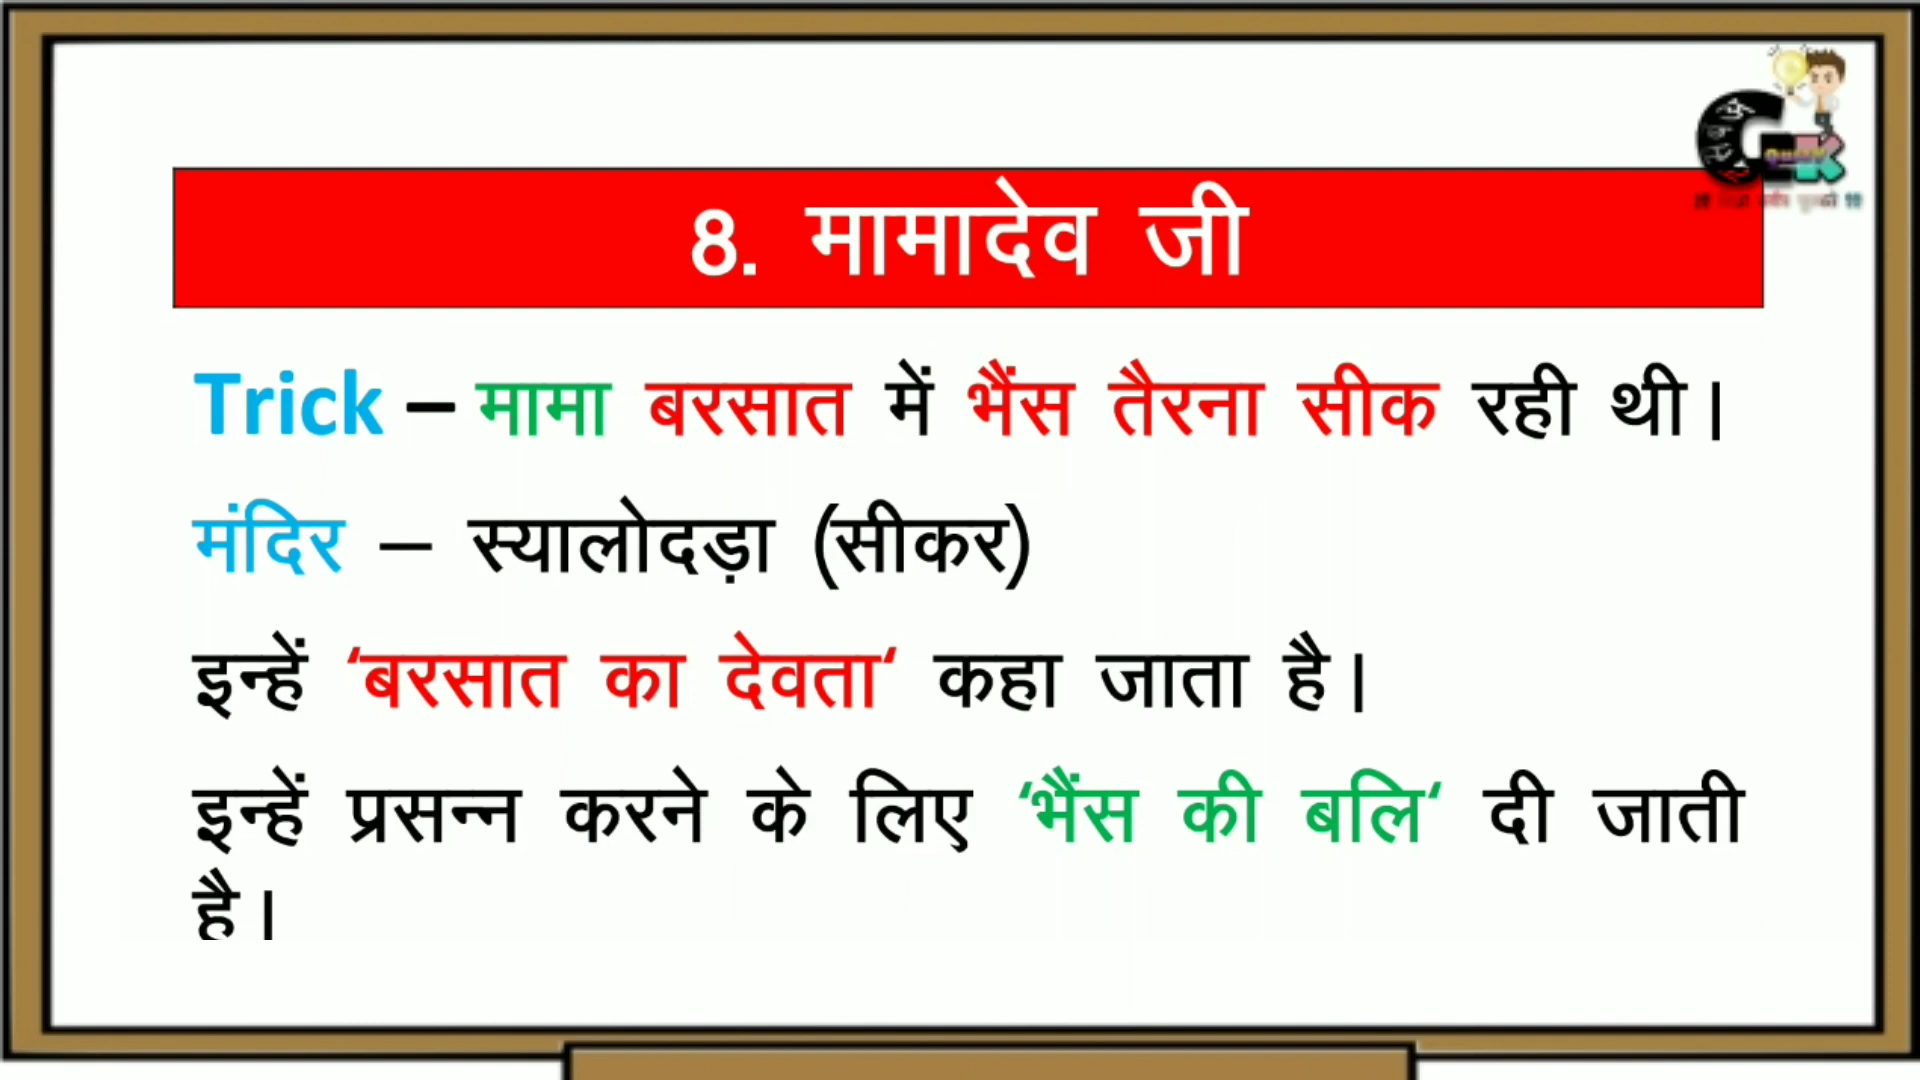 8. मामादेव जी
Trick – मामा बरसात में भैंस तैरना सीक रही थी।
मंदिर – स्यालोदड़ा (सीकर)
इन्हें ‘बरसात का देवता‘ कहा जाता है।
इन्हें प्रसन्न करने के लिए ‘भैंस की बलि‘ दी जाती
है।